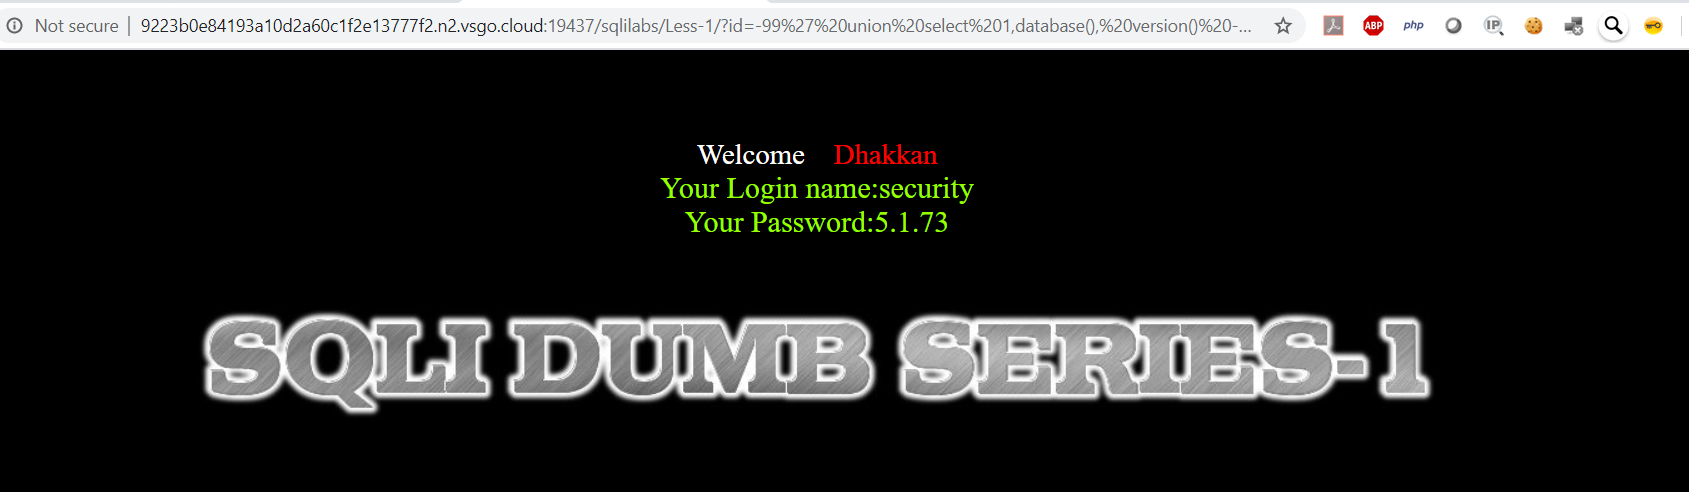 Not secure | 9223b0e84193a10d2a60c1f2e13777f2.n2.vsgo.cloud:19437/sqlilabs/Less-1/?id=-99%27%20union%20select%201,database(),%20version()%20-... ABP php IP
Welcome Dhakkan
Your Login name:security
Your Password:5.1.73
SQLI DUMB SERIES-1